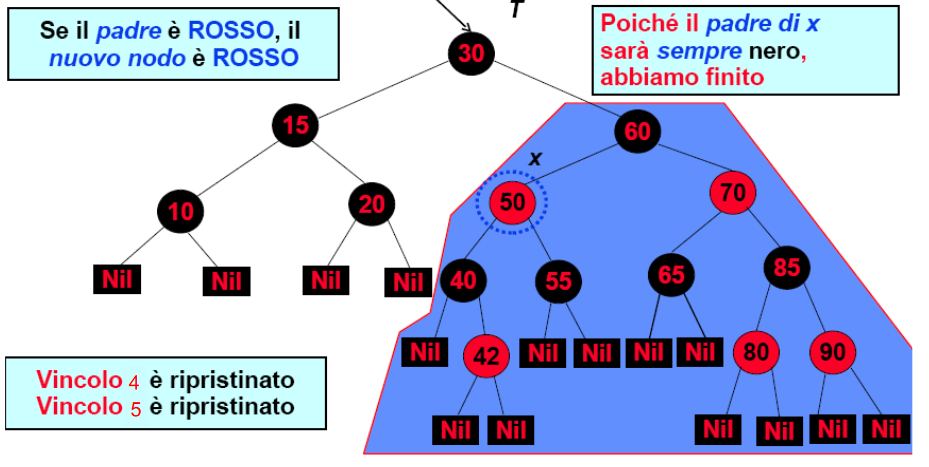 T
Se il padre è ROSSO, il
nuovo nodo è ROSSO
Poiché il padre di x
sarà sempre nero,
abbiamo finito
30
15
60
x
10
20
50
70
Nil
Nil
Nil
Nil
40
55
65
85
Nil
42
Nil
Nil
Nil
Nil
80
90
Nil
Nil
Nil
Nil
Nil
Nil
Vincolo 4 è ripristinato
Vincolo 5 è ripristinato